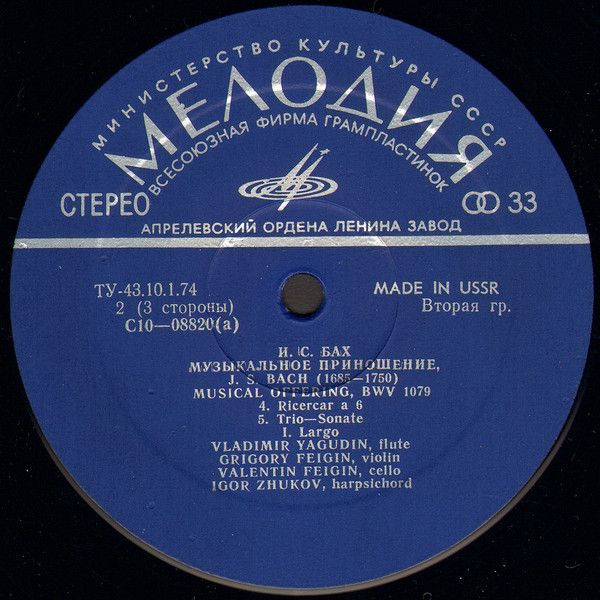 МИНИСТЕРСТВО КУЛЬТУРЫ СССР
МЕЛОДИЯ
ВСЕСОЮЗНАЯ ФИРМА ГРАМПЛАСТИНОК
СТЕРЕО
33
АПРЕЛЕВСКИЙ ОРДЕНА ЛЕНИНА ЗАВОД
ТУ-43.10.1.74
MADE IN USSR
2 (3 стороны)
Вторая гр.
С10—08820(а)
И. С. БАХ
МУЗЫКАЛЬНОЕ ПРИНОШЕНИЕ,
J. S. BACH (1685—1750)
MUSICAL OFFERING, BWV 1079
4. Ricercar a 6
5. Trio—Sonate
I. Largo
VLADIMIR YAGUDIN, flute
GRIGORY FEIGIN, violin
VALENTIN FEIGIN, cello
IGOR ZHUKOV, harpsichord